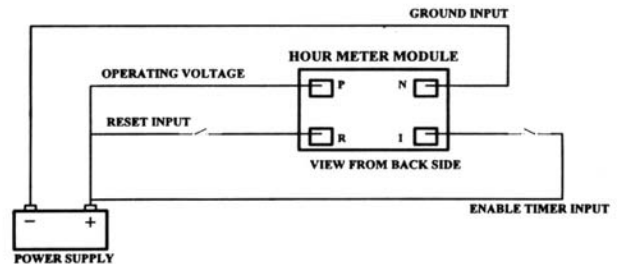 GROUND INPUT
HOUR METER MODULE
OPERATING VOLTAGE
P N
RESET INPUT
R I
VIEW FROM BACK SIDE
ENABLE TIMER INPUT
- +
POWER SUPPLY